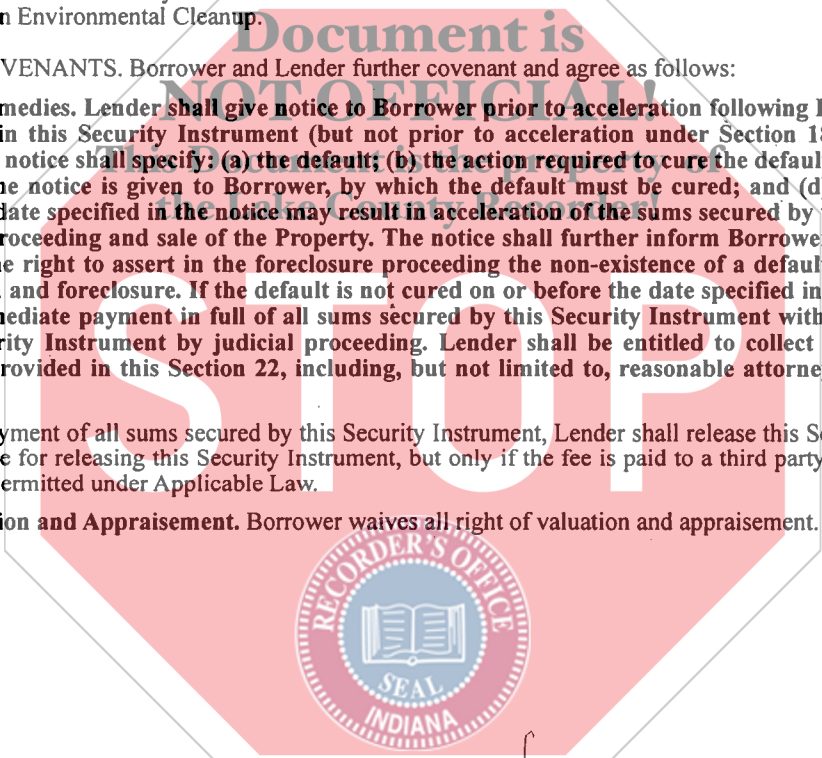 n Environmental Cleanup.
Document is
VENANTS. Borrower and Lender further covenant and agree as follows:
NOT OFFICIAL!
medies. Lender shall give notice to Borrower prior to acceleration following
in this Security Instrument (but not prior to acceleration under Section 18
notice shall specify: (a) the default; (b) the action required to cure the defaul
This Document is the property of
e notice is given to Borrower, by which the default must be cured; and (d
the Lake County Recorder!
date specified in the notice may result in acceleration of the sums secured by
roceeding and sale of the Property. The notice shall further inform Borrowe
e right to assert in the foreclosure proceeding the non-existence of a defaul
and foreclosure. If the default is not cured on or before the date specified in
mediate payment in full of all sums secured by this Security Instrument with
rity Instrument by judicial proceeding. Lender shall be entitled to collect
rovided in this Section 22, including, but not limited to, reasonable attorne
STOP
yment of all sums secured by this Security Instrument, Lender shall release this S
e for releasing this Security Instrument, but only if the fee is paid to a third party
ermitted under Applicable Law.
ion and Appraisement. Borrower waives all right of valuation and appraisement.
RECORDER'S OFFICE
SEAL
INDIANA